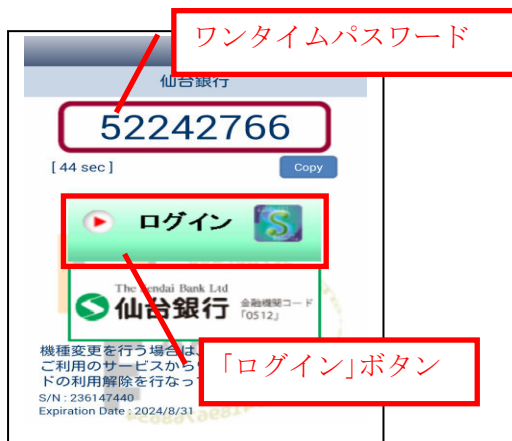 ワンタイムパスワード
仙台銀行
52242766
[ 44 sec ]
Copy
ログイン
The Sendai Bank Ltd
仙台銀行
金融機関コード
「0512」
「ログイン」ボタン
機種変更を行う場合は、
ご利用のサービスから
ドの利用解除を行なっ
S/N : 236147440
Expiration Date : 2024/8/31